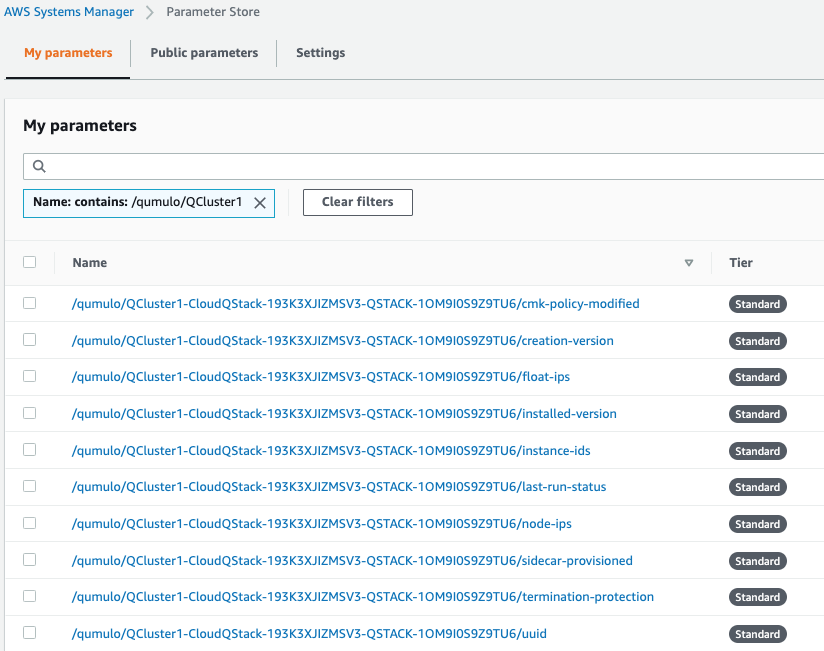 AWS Systems Manager > Parameter Store
My parameters Public parameters Settings
My parameters
Name: contains: /qumulo/QCluster1 Clear filters
Name Tier
/qumulo/QCluster1-CloudQStack-193K3XJIZMSV3-QSTACK-1OM9I0S9Z9TU6/cmk-policy-modified Standard
/qumulo/QCluster1-CloudQStack-193K3XJIZMSV3-QSTACK-1OM9I0S9Z9TU6/creation-version Standard
/qumulo/QCluster1-CloudQStack-193K3XJIZMSV3-QSTACK-1OM9I0S9Z9TU6/float-ips Standard
/qumulo/QCluster1-CloudQStack-193K3XJIZMSV3-QSTACK-1OM9I0S9Z9TU6/installed-version Standard
/qumulo/QCluster1-CloudQStack-193K3XJIZMSV3-QSTACK-1OM9I0S9Z9TU6/instance-ids Standard
/qumulo/QCluster1-CloudQStack-193K3XJIZMSV3-QSTACK-1OM9I0S9Z9TU6/last-run-status Standard
/qumulo/QCluster1-CloudQStack-193K3XJIZMSV3-QSTACK-1OM9I0S9Z9TU6/node-ips Standard
/qumulo/QCluster1-CloudQStack-193K3XJIZMSV3-QSTACK-1OM9I0S9Z9TU6/sidecar-provisioned Standard
/qumulo/QCluster1-CloudQStack-193K3XJIZMSV3-QSTACK-1OM9I0S9Z9TU6/termination-protection Standard
/qumulo/QCluster1-CloudQStack-193K3XJIZMSV3-QSTACK-1OM9I0S9Z9TU6/uuid Standard